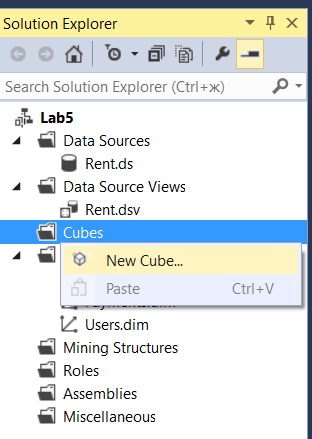 Solution Explorer
Search Solution Explorer (Ctrl+ж)
Lab5
Data Sources
Rent.ds
Data Source Views
Rent.dsv
Cubes
New Cube...
Paste Ctrl+V
Users.dim
Mining Structures
Roles
Assemblies
Miscellaneous